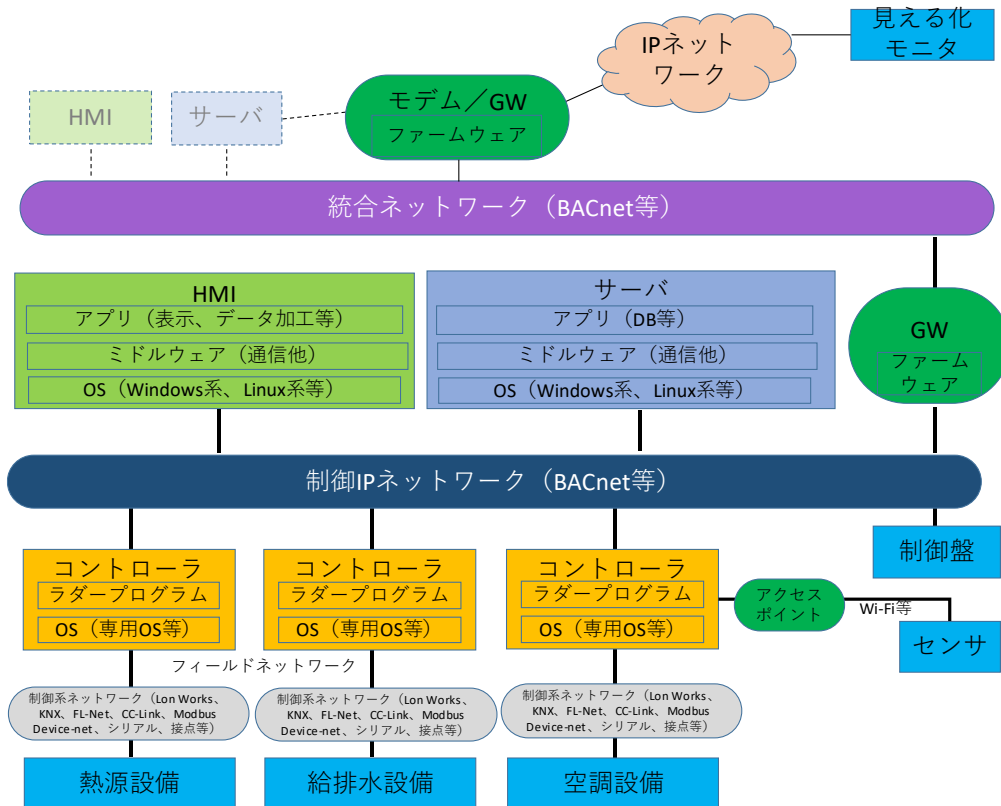 見える化
モニタ
IPネット
ワーク
モデム／GW
ファームウェア
HMI
サーバ
統合ネットワーク（BACnet等）
HMI
アプリ（表示、データ加工等）
ミドルウェア（通信他）
OS（Windows系、Linux系等）
サーバ
アプリ（DB等）
ミドルウェア（通信他）
OS（Windows系、Linux系等）
GW
ファーム
ウェア
制御IPネットワーク（BACnet等）
コントローラ
ラダープログラム
OS（専用OS等）
コントローラ
ラダープログラム
OS（専用OS等）
コントローラ
ラダープログラム
OS（専用OS等）
制御盤
アクセス
ポイント
Wi-Fi等
センサ
フィールドネットワーク
制御系ネットワーク（Lon Works、
KNX、FL-Net、CC-Link、Modbus
Device-net、シリアル、接点等）
制御系ネットワーク（Lon Works、
KNX、FL-Net、CC-Link、Modbus
Device-net、シリアル、接点等）
制御系ネットワーク（Lon Works、
KNX、FL-Net、CC-Link、Modbus
Device-net、シリアル、接点等）
熱源設備
給排水設備
空調設備